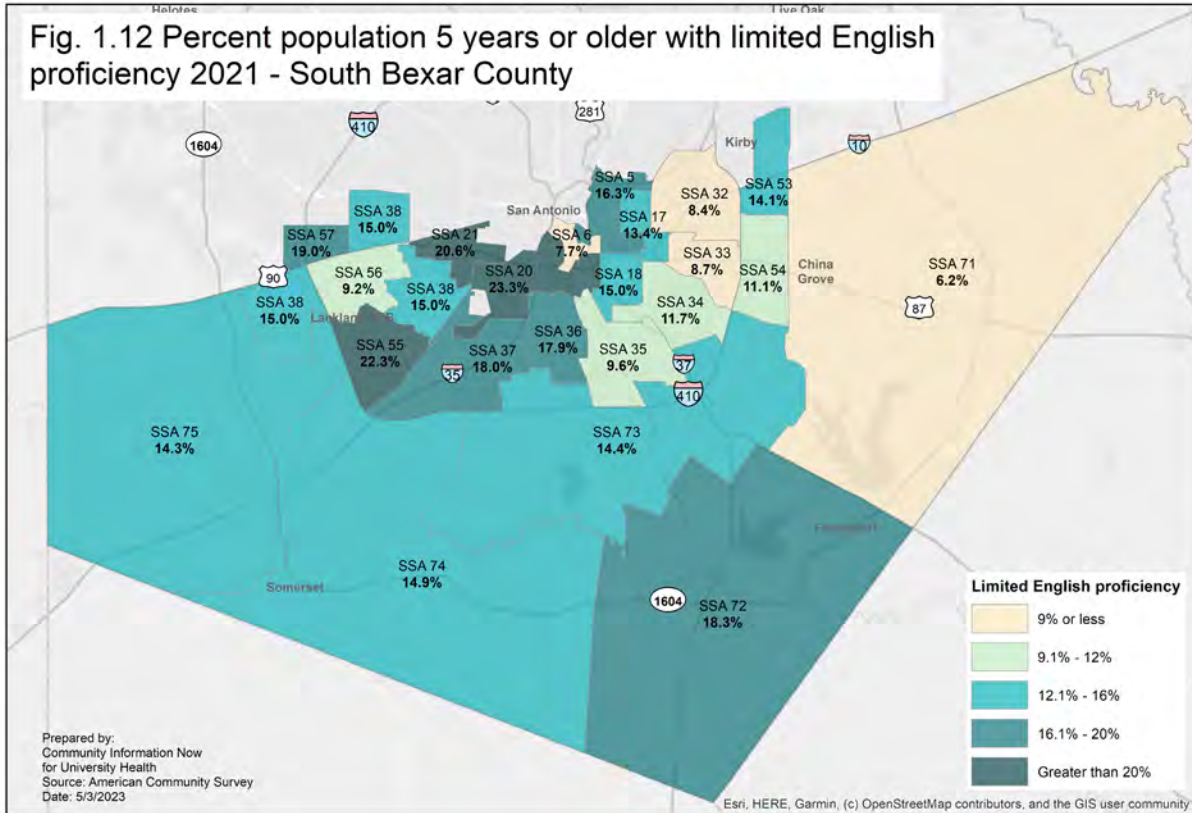 Helotes
Live Oak
Fig. 1.12 Percent population 5 years or older with limited English
proficiency 2021 - South Bexar County
281
410
1604
Kirby
10
SSA 5
16.3%
SSA 53
14.1%
SSA 32
8.4%
SSA 38
15.0%
San Antonio
SSA 17
13.4%
SSA 57
19.0%
SSA 21
20.6%
SSA 6
7.7%
SSA 33
8.7%
SSA 54
11.1%
China
Grove
SSA 71
6.2%
90
SSA 56
9.2%
SSA 20
23.3%
SSA 18
15.0%
SSA 38
15.0%
SSA 38
15.0%
SSA 34
11.7%
87
SSA 55
22.3%
SSA 36
17.9%
SSA 37
18.0%
SSA 35
9.6%
35
37
410
SSA 75
14.3%
SSA 73
14.4%
SSA 74
14.9%
Somerset
1604
SSA 72
18.3%
Limited English proficiency
9% or less
9.1% - 12%
12.1% - 16%
16.1% - 20%
Greater than 20%
Prepared by:
Community Information Now
for University Health
Source: American Community Survey
Date: 5/3/2023
Esri, HERE, Garmin, (c) OpenStreetMap contributors, and the GIS user community